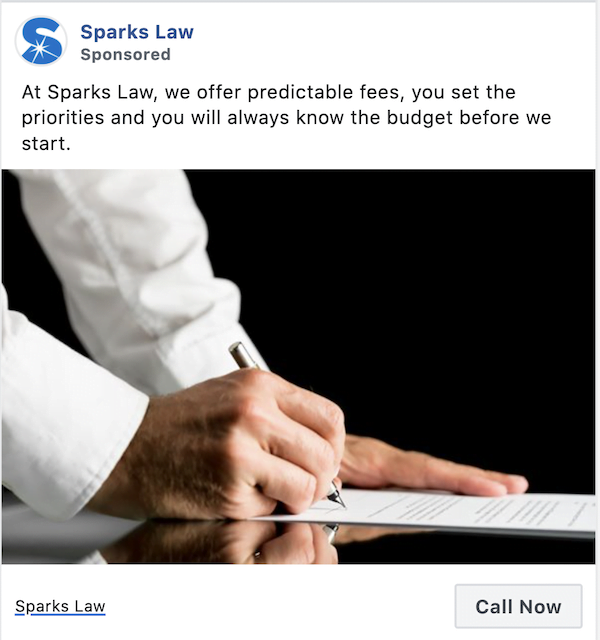 Sparks Law
Sponsored
At Sparks Law, we offer predictable fees, you set the
priorities and you will always know the budget before we
start.
Sparks Law
Call Now